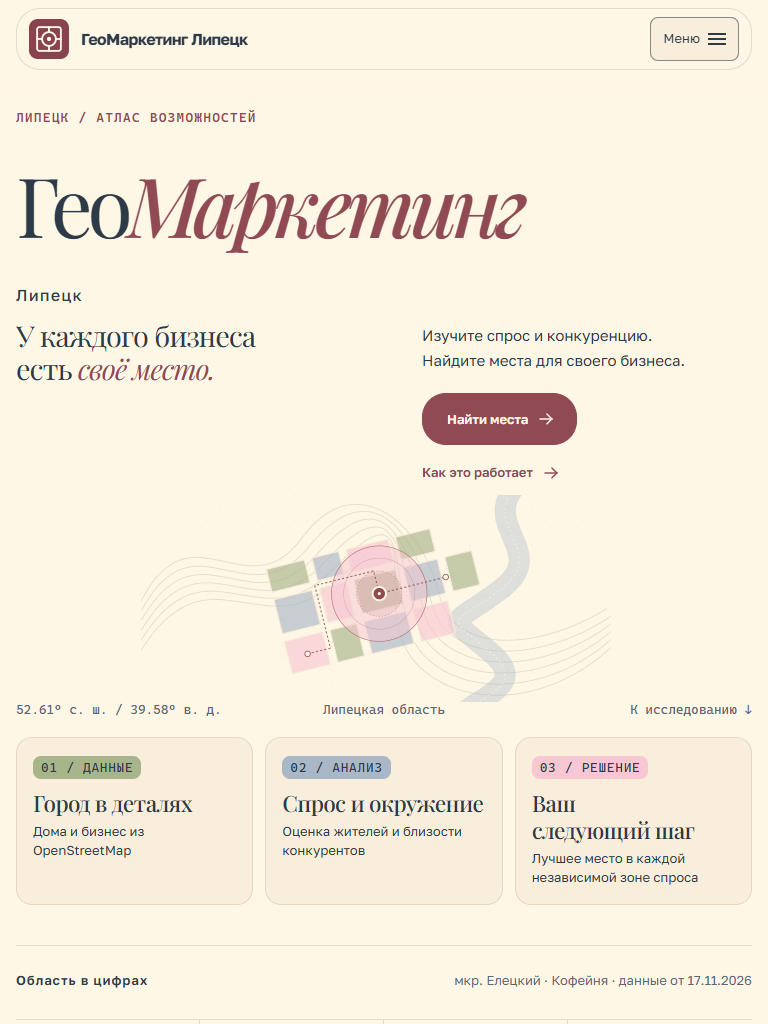 ГеоМаркетинг Липецк
Меню
ЛИПЕЦК / АТЛАС ВОЗМОЖНОСТЕЙ
ГеоМаркетинг
Липецк
У каждого бизнеса
есть своё место.
Изучите спрос и конкуренцию.
Найдите места для своего бизнеса.
Найти места →
Как это работает →
52.61° с. ш. / 39.58° в. д.
Липецкая область
К исследованию ↓
01 / ДАННЫЕ
Город в деталях
Дома и бизнес из
OpenStreetMap
02 / АНАЛИЗ
Спрос и окружение
Оценка жителей и близости
конкурентов
03 / РЕШЕНИЕ
Ваш
следующий шаг
Лучшее место в каждой
независимой зоне спроса
Область в цифрах
мкр. Елецкий · Кофейня · данные от 17.11.2026